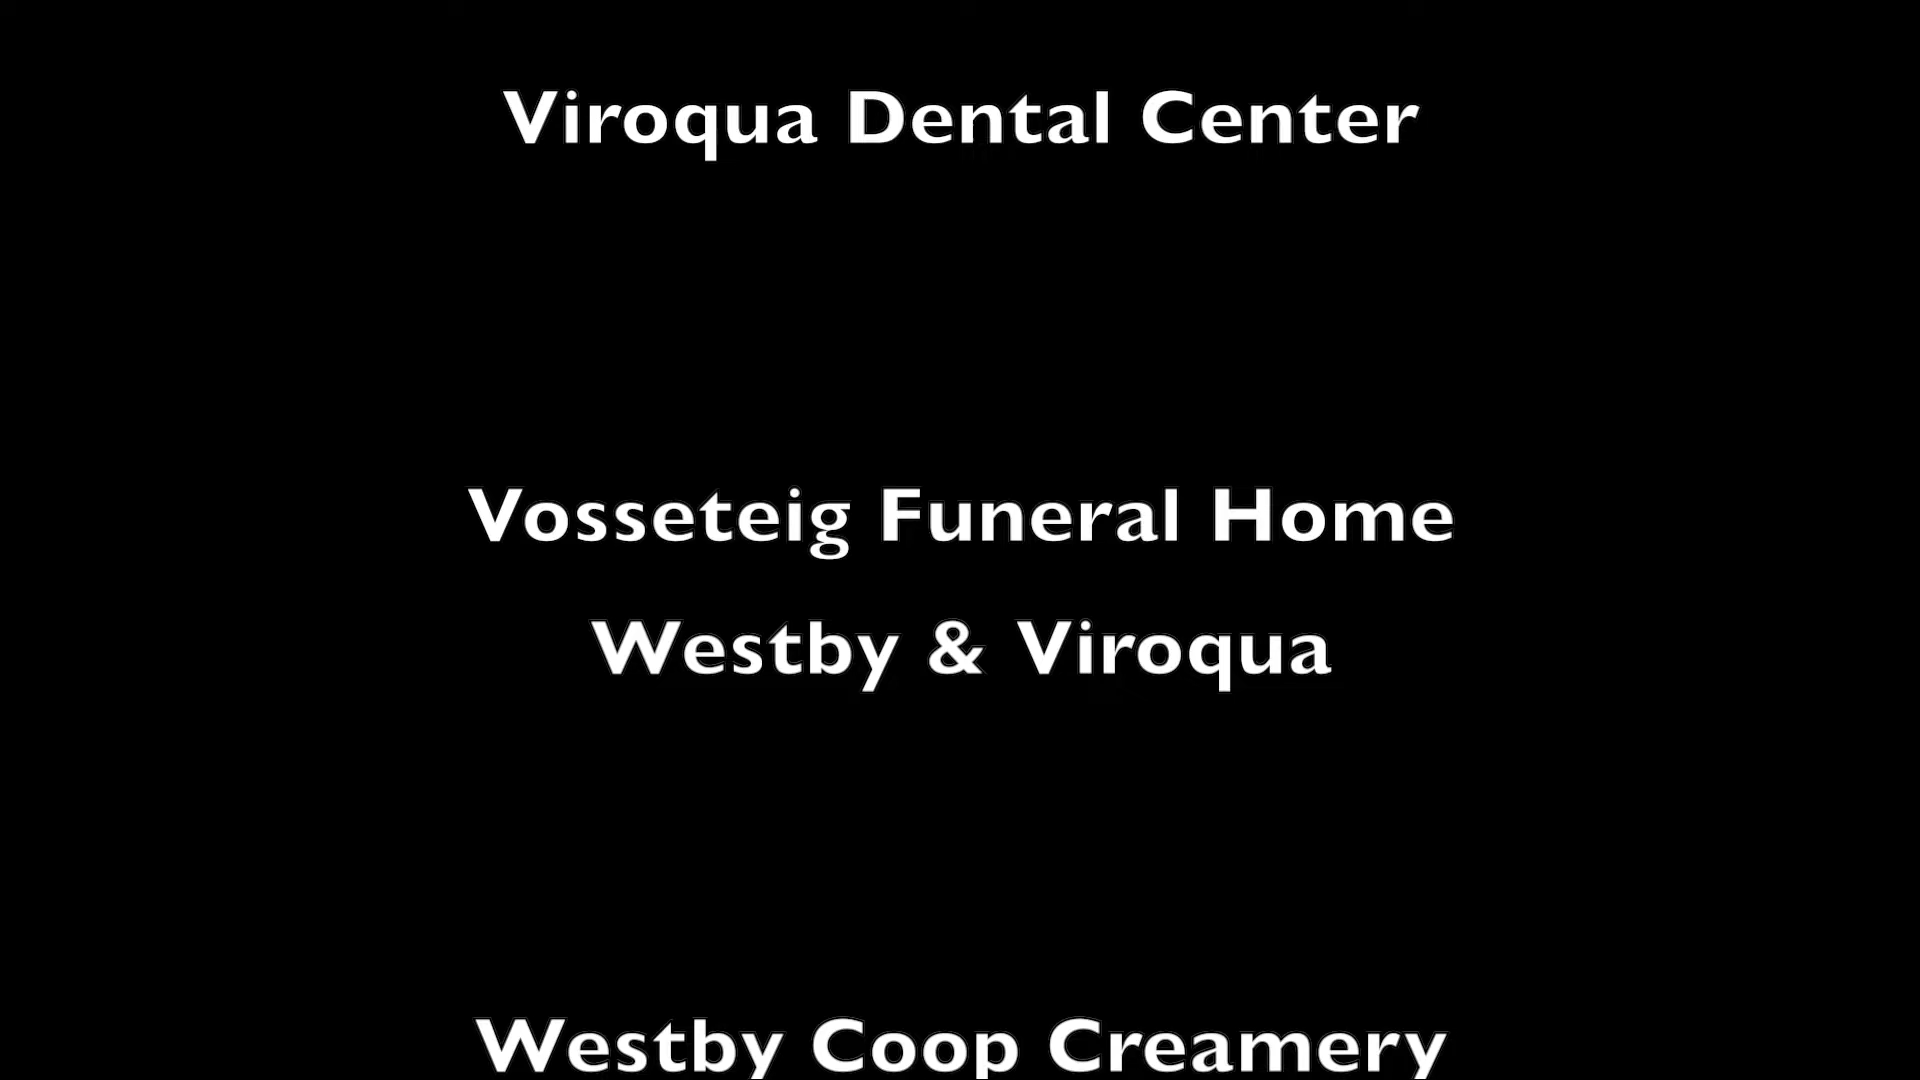 Viroqua Dental Center
Vosseteig Funeral Home
Westby & Viroqua
Westby Coop Creamery